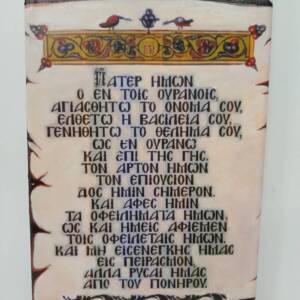 ΠΑΤΕΡ ΗΜΩΝ
Ο ΕΝ ΤΟΙΣ ΟΥΡΑΝΟΙΣ,
ΑΓΙΑΣΘΗΤΩ ΤΟ ΟΝΟΜΑ ΣΟΥ,
ΕΛΘΕΤΩ Η ΒΑΣΙΛΕΙΑ ΣΟΥ,
ΓΕΝΗΘΗΤΩ ΤΟ ΘΕΛΗΜΑ ΣΟΥ,
ΩΣ ΕΝ ΟΥΡΑΝΩ
ΚΑΙ ΕΠΙ ΤΗΣ ΓΗΣ.
ΤΟΝ ΑΡΤΟΝ ΗΜΩΝ
ΤΟΝ ΕΠΙΟΥΣΙΟΝ
ΔΟΣ ΗΜΙΝ ΣΗΜΕΡΟΝ.
ΚΑΙ ΑΦΕΣ ΗΜΙΝ
ΤΑ ΟΦΕΙΛΗΜΑΤΑ ΗΜΩΝ,
ΩΣ ΚΑΙ ΗΜΕΙΣ ΑΦΙΕΜΕΝ
ΤΟΙΣ ΟΦΕΙΛΕΤΑΙΣ ΗΜΩΝ.
ΚΑΙ ΜΗ ΕΙΣΕΝΕΓΚΗΣ ΗΜΑΣ
ΕΙΣ ΠΕΙΡΑΣΜΟΝ,
ΑΛΛΑ ΡΥΣΑΙ ΗΜΑΣ
ΑΠΟ ΤΟΥ ΠΟΝΗΡΟΥ.